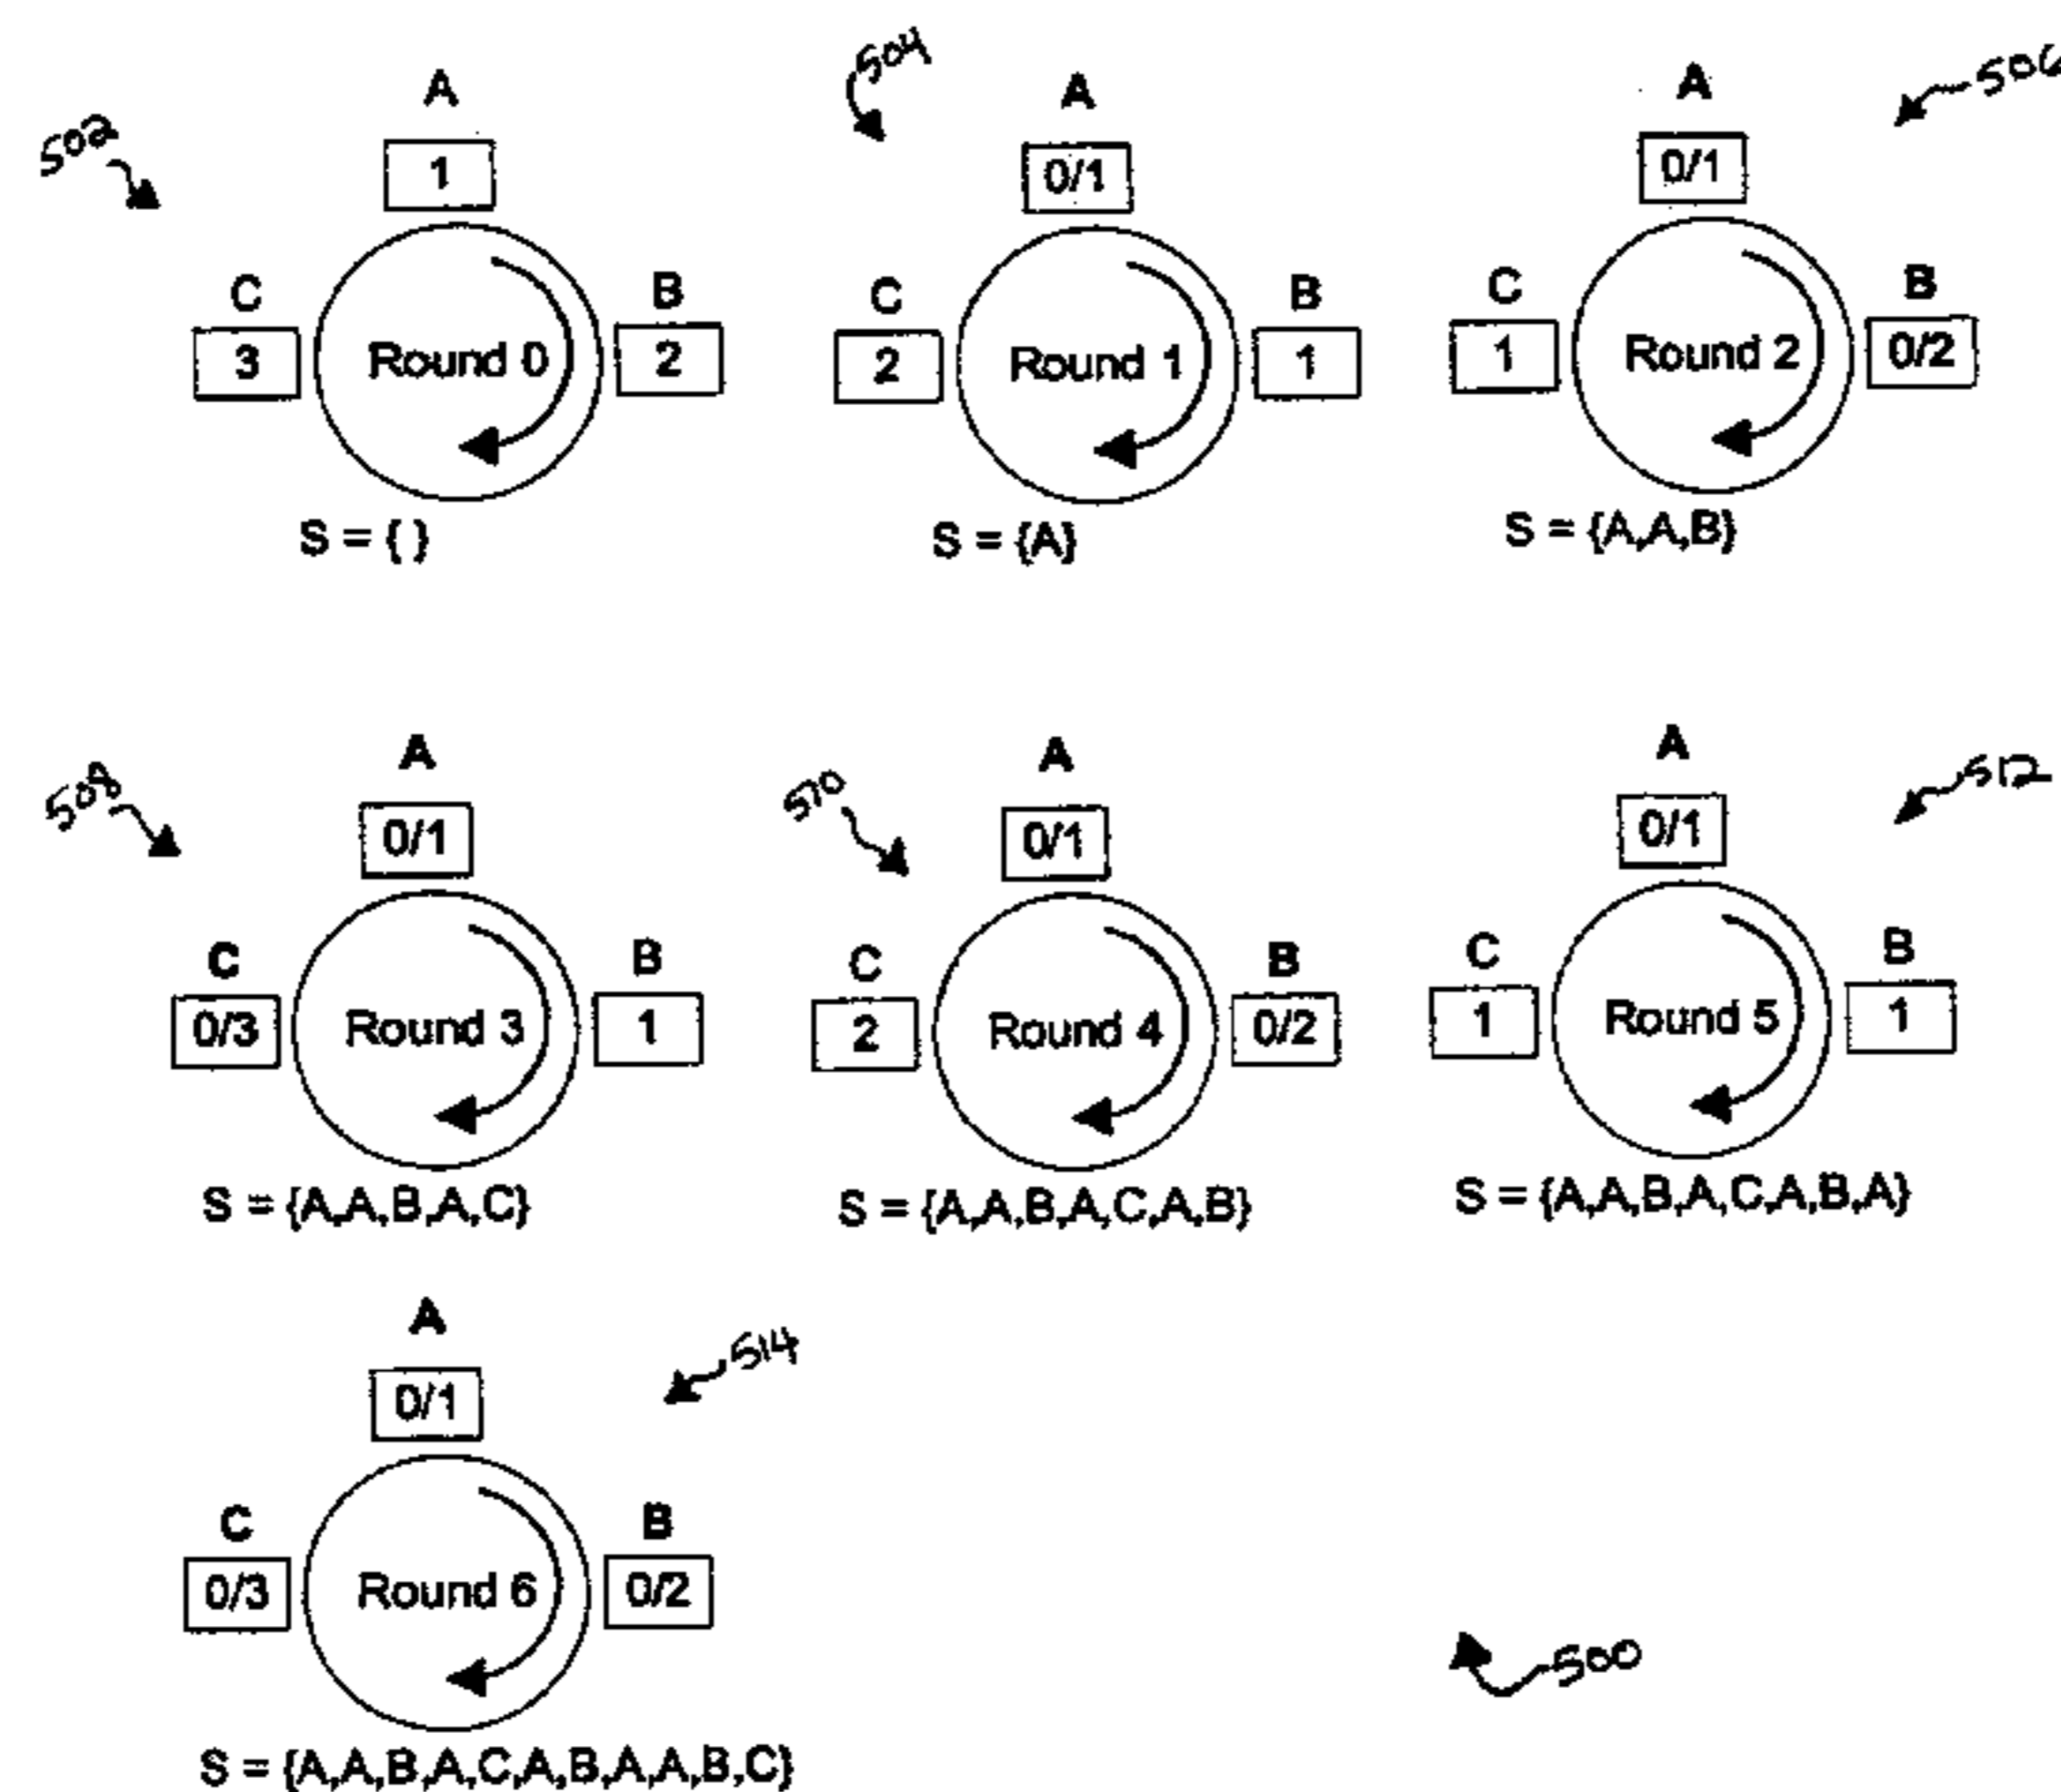 502
A
1
C
3
Round 0
B
2
S = { }
504
A
0/1
C
2
Round 1
B
1
S = {A}
506
A
0/1
C
1
Round 2
B
0/2
S = {A,A,B}
508
A
0/1
C
0/3
Round 3
B
1
S = {A,A,B,A,C}
510
A
0/1
C
2
Round 4
B
0/2
S = {A,A,B,A,C,A,B}
512
A
0/1
C
1
Round 5
B
1
S = {A,A,B,A,C,A,B,A}
514
A
0/1
C
0/3
Round 6
B
0/2
S = {A,A,B,A,C,A,B,A,A,B,C}
500